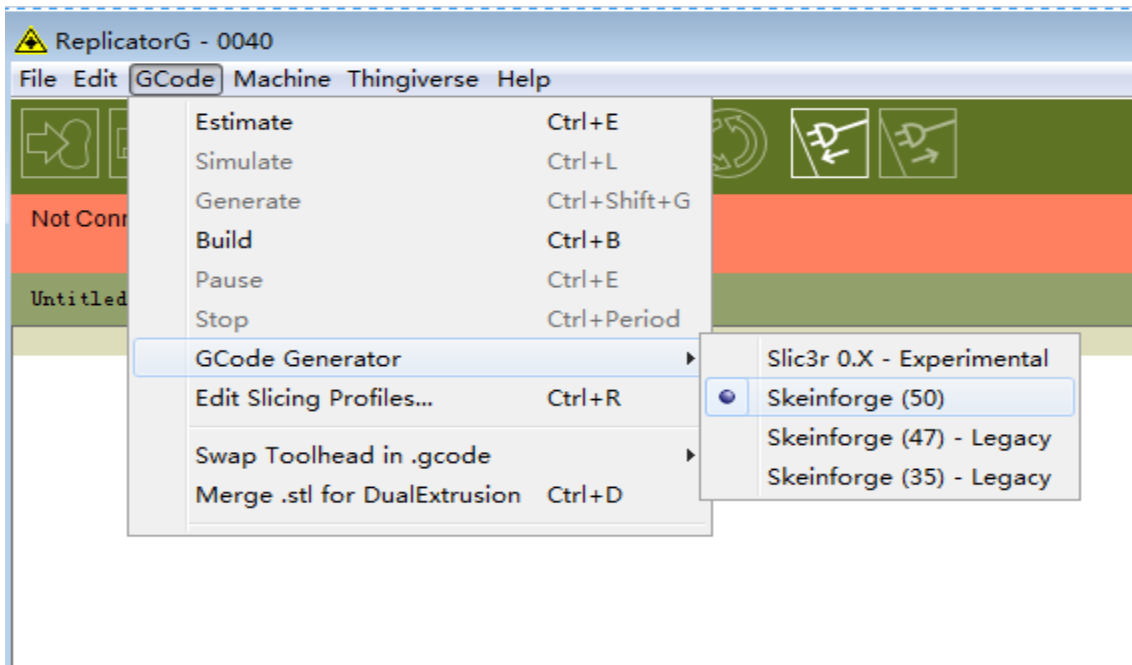 ReplicatorG - 0040
File Edit GCode Machine Thingiverse Help
Estimate Ctrl+E
Simulate Ctrl+L
Generate Ctrl+Shift+G
Not Conn
Build Ctrl+B
Pause Ctrl+E
Untitled
Stop Ctrl+Period
GCode Generator
Slic3r 0.X - Experimental
Edit Slicing Profiles... Ctrl+R
Skeinforge (50)
Skeinforge (47) - Legacy
Swap Toolhead in .gcode
Skeinforge (35) - Legacy
Merge .stl for DualExtrusion Ctrl+D